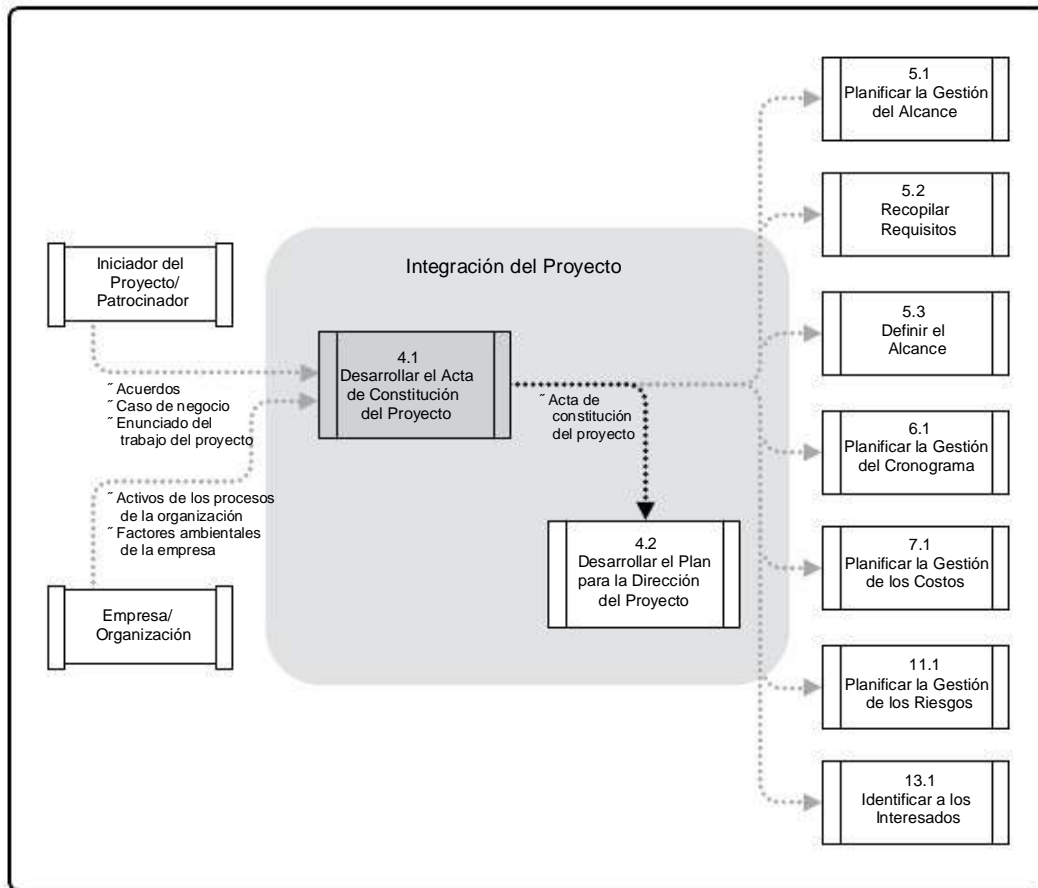 Iniciador del
Proyecto/
Patrocinador
˝ Acuerdos
˝ Caso de negocio
˝ Enunciado del
trabajo del proyecto
˝ Activos de los procesos
de la organización
˝ Factores ambientales
de la empresa
Empresa/
Organización
Integración del Proyecto
4.1
Desarrollar el Acta
de Constitución
del Proyecto
˝ Acta de
constitución
del proyecto
4.2
Desarrollar el Plan
para la Dirección
del Proyecto
5.1
Planificar la Gestión
del Alcance
5.2
Recopilar
Requisitos
5.3
Definir el
Alcance
6.1
Planificar la Gestión
del Cronograma
7.1
Planificar la Gestión
de los Costos
11.1
Planificar la Gestión
de los Riesgos
13.1
Identificar a los
Interesados